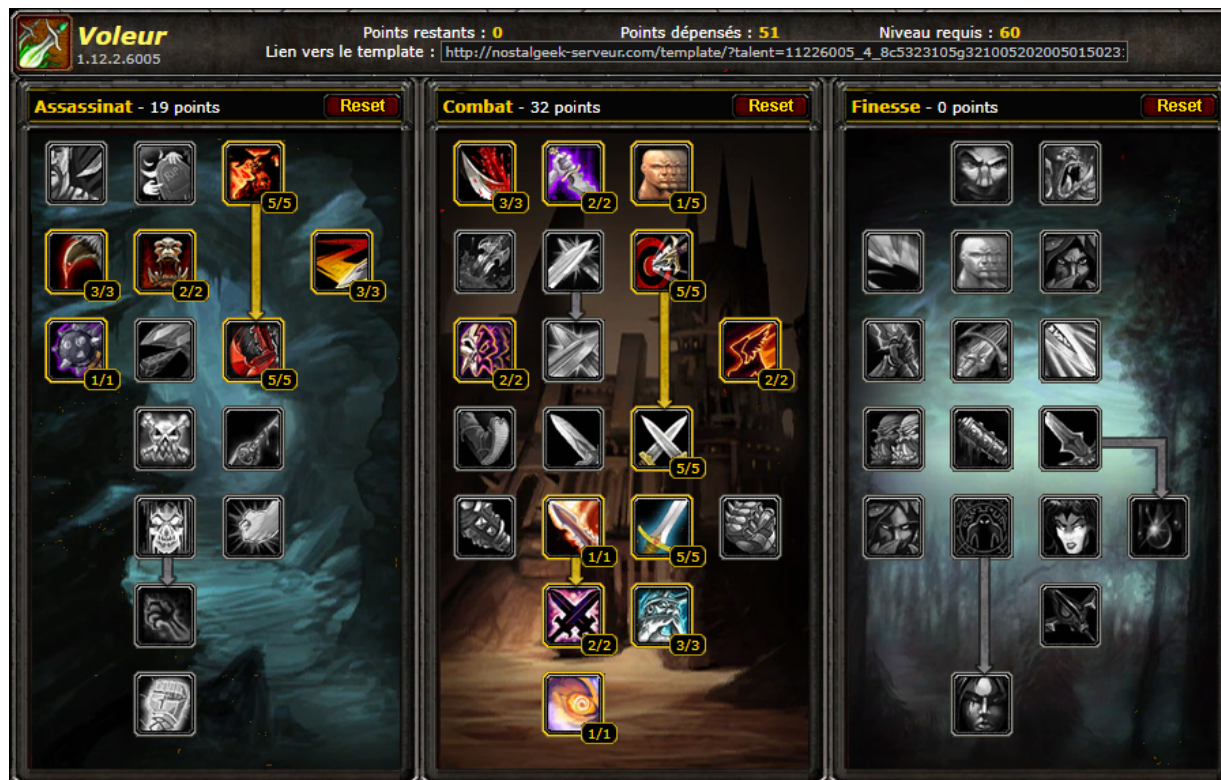 Voleur
1.12.2.6005
Points restants : 0 Points dépensés : 51 Niveau requis : 60
Lien vers le template : http://nostalgeek-serveur.com/template/?talent=11226005_4_8c5323105g321005202005015023
Assassinat - 19 points Reset
5/5
3/3 2/2 3/3
1/1 5/5
Combat - 32 points Reset
3/3 2/2 1/5
5/5
2/2 2/2
5/5
1/1 5/5
2/2 3/3
1/1
Finesse - 0 points Reset